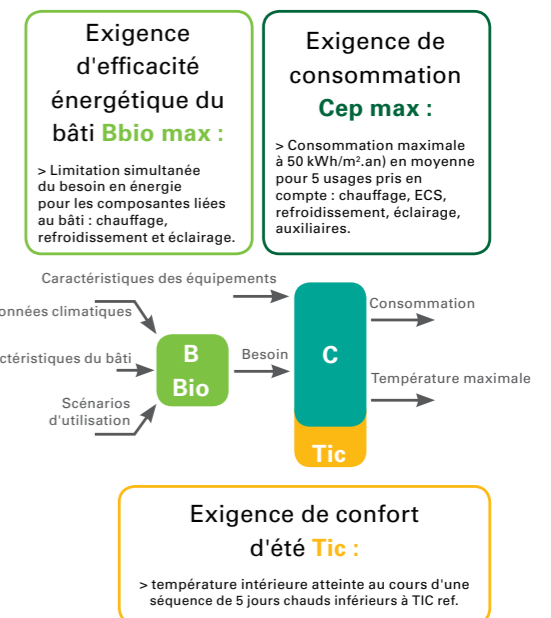 Exigence
d'efficacité
énergétique du
bâti Bbio max :
> Limitation simultanée
du besoin en énergie
pour les composantes liées
au bâti : chauffage,
refroidissement et éclairage.
Exigence de
consommation
Cep max :
> Consommation maximale
à 50 kWh/m².an) en moyenne
pour 5 usages pris en
compte : chauffage, ECS,
refroidissement, éclairage,
auxiliaires.
Caractéristiques des équipements
onnées climatiques
actéristiques du bâti
Scénarios
d'utilisation
B
Bio
Besoin
C
Tic
Consommation
Température maximale
Exigence de confort
d'été Tic :
> température intérieure atteinte au cours d'une
séquence de 5 jours chauds inférieurs à TIC ref.